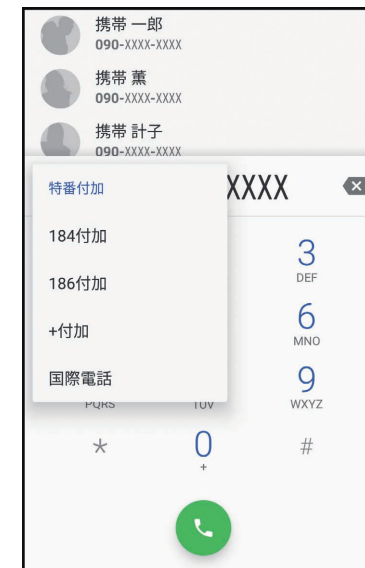 携帯 一郎
090-XXXX-XXXX
携帯 薫
090-XXXX-XXXX
携帯 計子
090-XXXX-XXXX
XXXX
特番付加
184付加
186付加
+付加
国際電話
3
DEF
6
MNO
9
PQRS TUV WXYZ
* 0 #
+